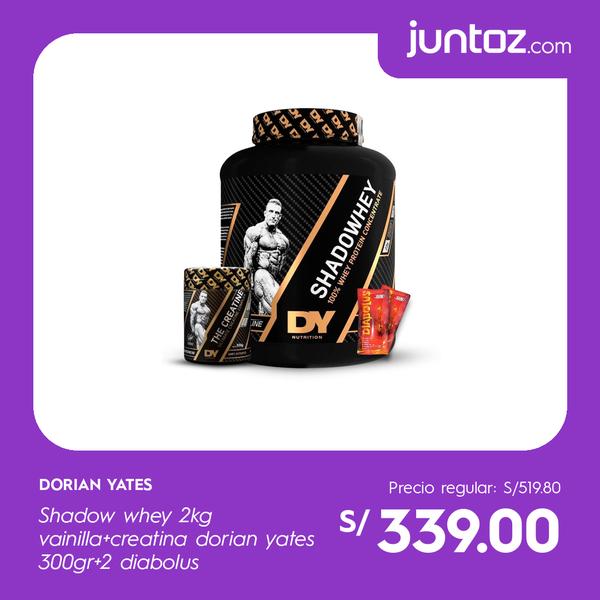 juntoz.com
SHADOWHEY
100% WHEY PROTEIN CONCENTRATE
DY
NUTRITION
THE CREATINE
DY
DIABOLUS
DORIAN YATES
Precio regular: S/519.80
Shadow whey 2kg
vainilla+creatina dorian yates
300gr+2 diabolus
S/ 339.00